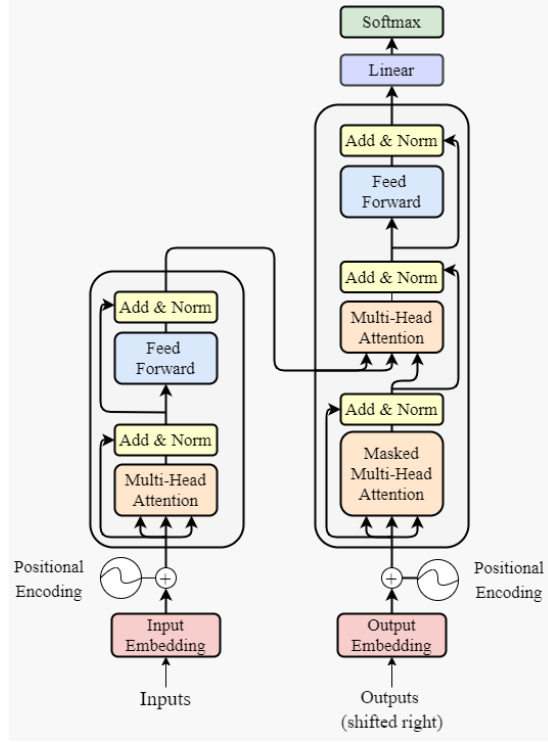 Softmax
Linear
Add & Norm
Feed
Forward
Add & Norm
Multi-Head
Attention
Add & Norm
Masked
Multi-Head
Attention
Positional
Encoding
Output
Embedding
Outputs
(shifted right)
Add & Norm
Feed
Forward
Add & Norm
Multi-Head
Attention
Positional
Encoding
Input
Embedding
Inputs